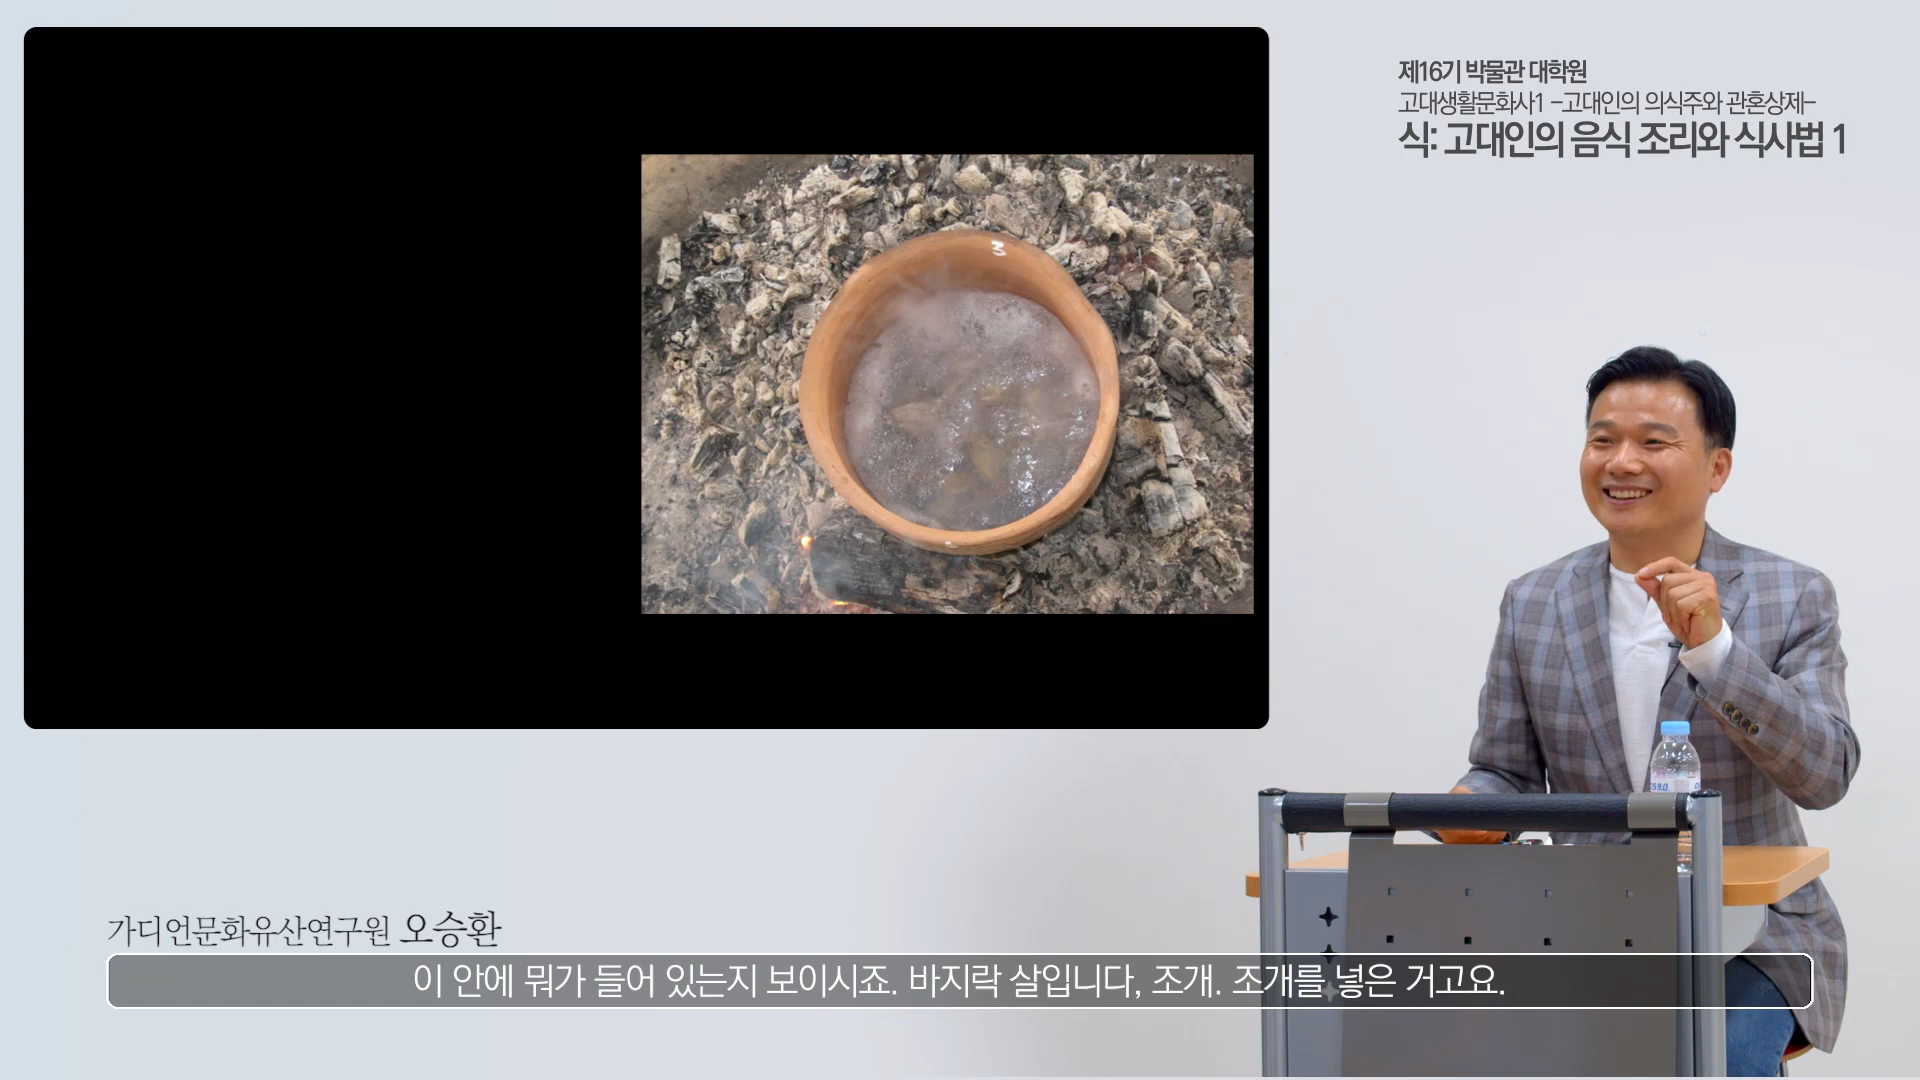 제16기 박물관 대학원
고대생활문화사1 -고대인의 의식주와 관혼상제-
식: 고대인의 음식 조리와 식사법 1
3
가디언문화유산연구원 오승환
이 안에 뭐가 들어 있는지 보이시죠. 바지락 살입니다, 조개. 조개를 넣은 거고요.